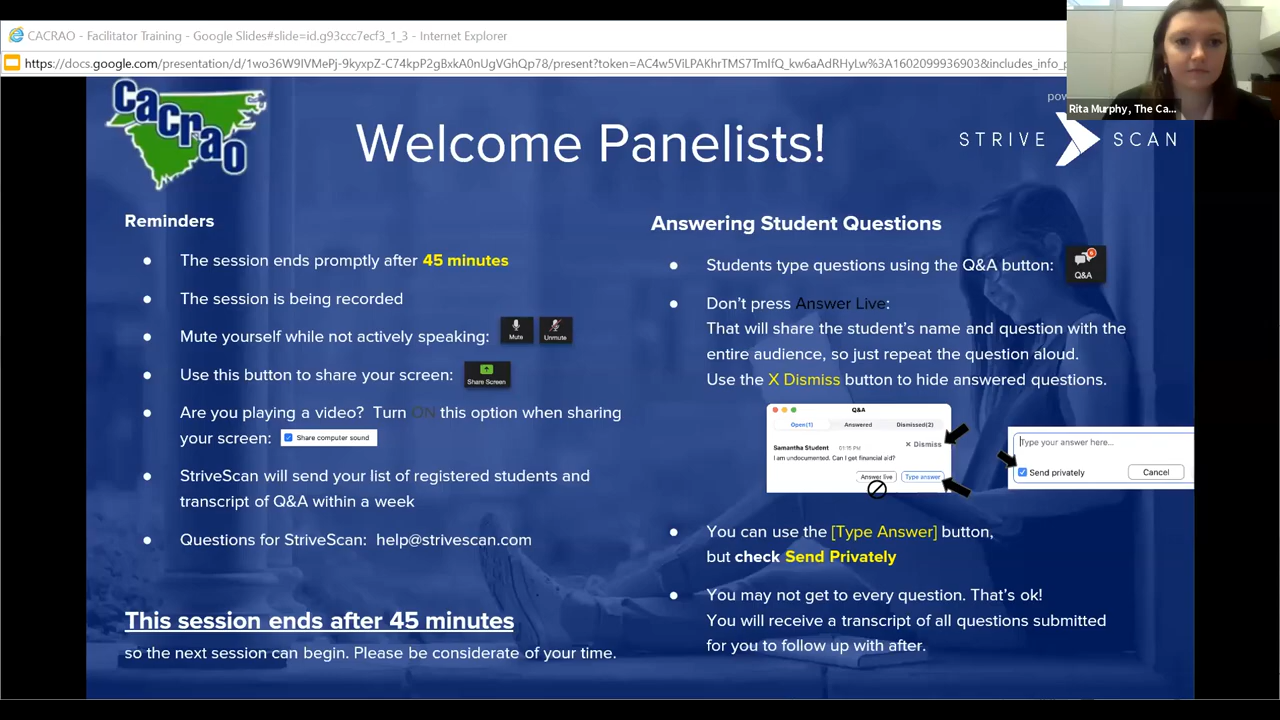 CACRAO - Facilitator Training - Google Slides#slide=id.g93ccc7ecf3_1_3 - Internet Explorer
https://docs.google.com/presentation/d/1wo36W9IVMePj-9kyxpZ-C74kpP2gBxkA0nUgVGhQp78/present?token=AC4w5ViLPAKhrTMS7TmIfQ_kw6aAdRHyLw%3A1602099936903&includes_info_p
Rita Murphy, The Ca...
CACRAO
Welcome Panelists!
STRIVE SCAN
Reminders
The session ends promptly after 45 minutes
The session is being recorded
Mute yourself while not actively speaking:
Mute
Unmute
Use this button to share your screen:
Share Screen
Are you playing a video? Turn ON this option when sharing
your screen:
Share computer sound
StriveScan will send your list of registered students and
transcript of Q&A within a week
Questions for StriveScan: help@strivescan.com
This session ends after 45 minutes
so the next session can begin. Please be considerate of your time.
Answering Student Questions
Students type questions using the Q&A button:
Q&A
Don't press Answer Live:
That will share the student's name and question with the
entire audience, so just repeat the question aloud.
Use the X Dismiss button to hide answered questions.
Q&A
Open(1) Answered Dismissed(2)
Samantha Student 01:15 PM
× Dismiss
I am undocumented. Can I get financial aid?
Answer live Type answer
Type your answer here...
Send privately Cancel
You can use the [Type Answer] button,
but check Send Privately
You may not get to every question. That's ok!
You will receive a transcript of all questions submitted
for you to follow up with after.